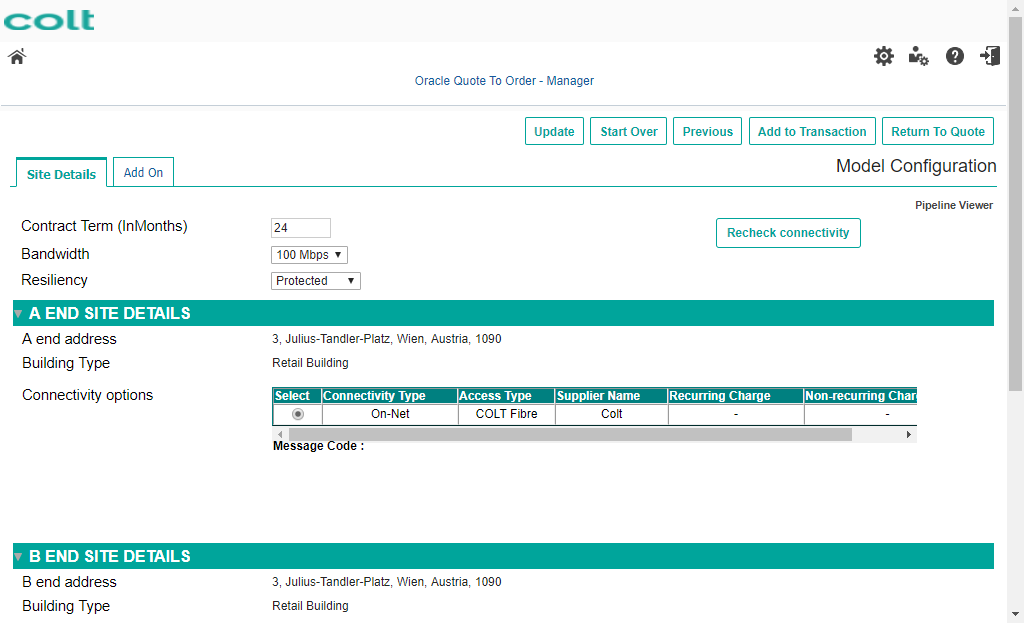 colt
Oracle Quote To Order - Manager
Update Start Over Previous Add to Transaction Return To Quote
Site Details Add On Model Configuration
Pipeline Viewer
Contract Term (InMonths) 24 Recheck connectivity
Bandwidth 100 Mbps
Resiliency Protected
A END SITE DETAILS
A end address 3, Julius-Tandler-Platz, Wien, Austria, 1090
Building Type Retail Building
Connectivity options
Select Connectivity Type Access Type Supplier Name Recurring Charge Non-recurring Char
On-Net COLT Fibre Colt - -
Message Code :
B END SITE DETAILS
B end address 3, Julius-Tandler-Platz, Wien, Austria, 1090
Building Type Retail Building